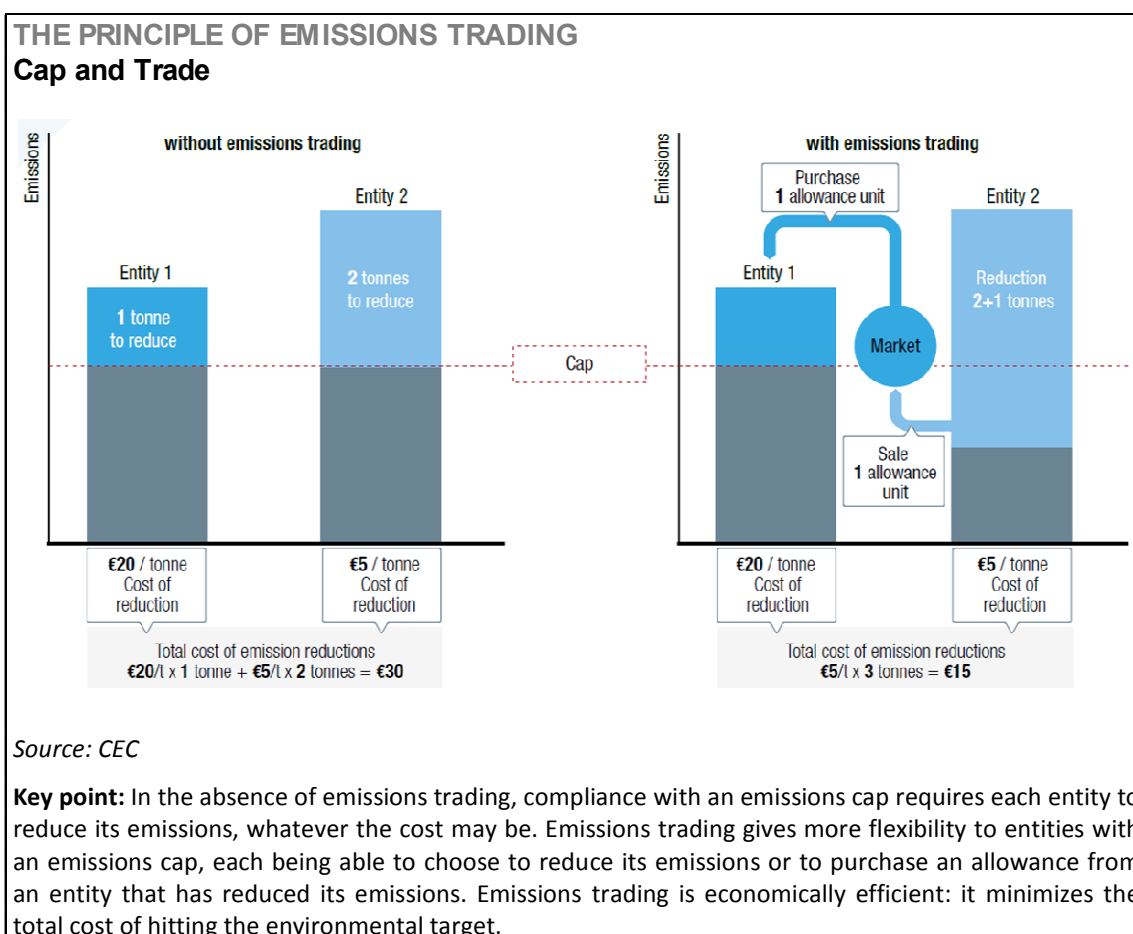 THE PRINCIPLE OF EMISSIONS TRADING
Cap and Trade
without emissions trading
Emissions
Entity 1
1 tonne
to reduce
Entity 2
2 tonnes
to reduce
€20 / tonne
Cost of
reduction
€5 / tonne
Cost of
reduction
Total cost of emission reductions
€20/t x 1 tonne + €5/t x 2 tonnes = €30
Cap
with emissions trading
Emissions
Purchase
1 allowance unit
Entity 1
Entity 2
Reduction
2+1 tonnes
Market
Sale
1 allowance
unit
€20 / tonne
Cost of
reduction
€5 / tonne
Cost of
reduction
Total cost of emission reductions
€5/t x 3 tonnes = €15
Source: CEC
Key point: In the absence of emissions trading, compliance with an emissions cap requires each entity to
reduce its emissions, whatever the cost may be. Emissions trading gives more flexibility to entities with
an emissions cap, each being able to choose to reduce its emissions or to purchase an allowance from
an entity that has reduced its emissions. Emissions trading is economically efficient: it minimizes the
total cost of hitting the environmental target.